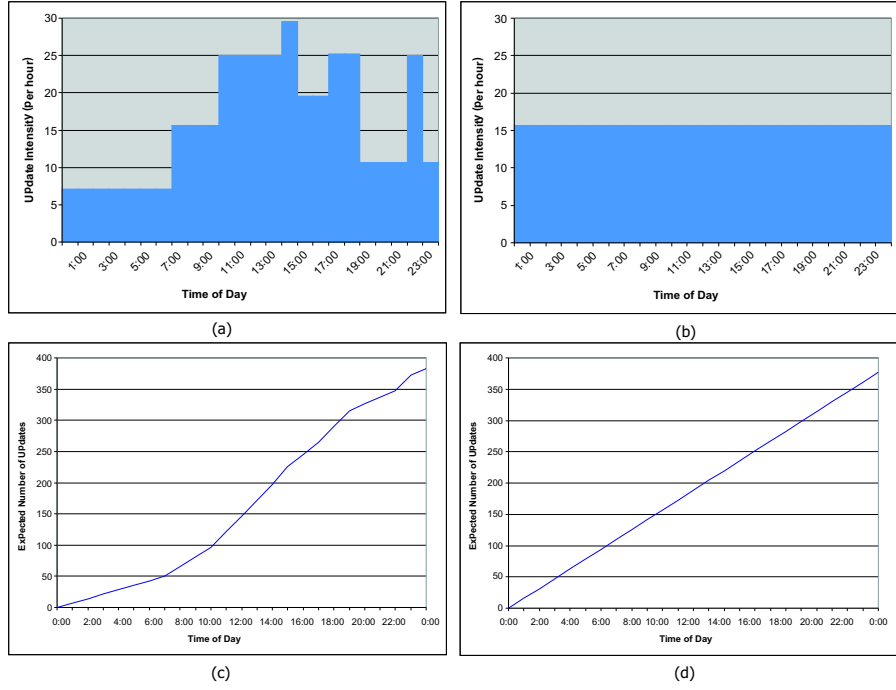 30
25
20
15
10
5
0
UPdate Intensity (Per hour)
1:00 3:00 5:00 7:00 9:00 11:00 13:00 15:00 17:00 19:00 21:00 23:00
Time of Day
(a)
30
25
20
15
10
5
0
UPdate Intensity (Per hour)
1:00 3:00 5:00 7:00 9:00 11:00 13:00 15:00 17:00 19:00 21:00 23:00
Time of Day
(b)
400
350
300
250
200
150
100
50
0
ExPected Number of UPdates
0:00 2:00 4:00 6:00 8:00 10:00 12:00 14:00 16:00 18:00 20:00 22:00 0:00
Time of Day
(c)
400
350
300
250
200
150
100
50
0
ExPected Number of UPdates
0:00 2:00 4:00 6:00 8:00 10:00 12:00 14:00 16:00 18:00 20:00 22:00 0:00
Time of Day
(d)